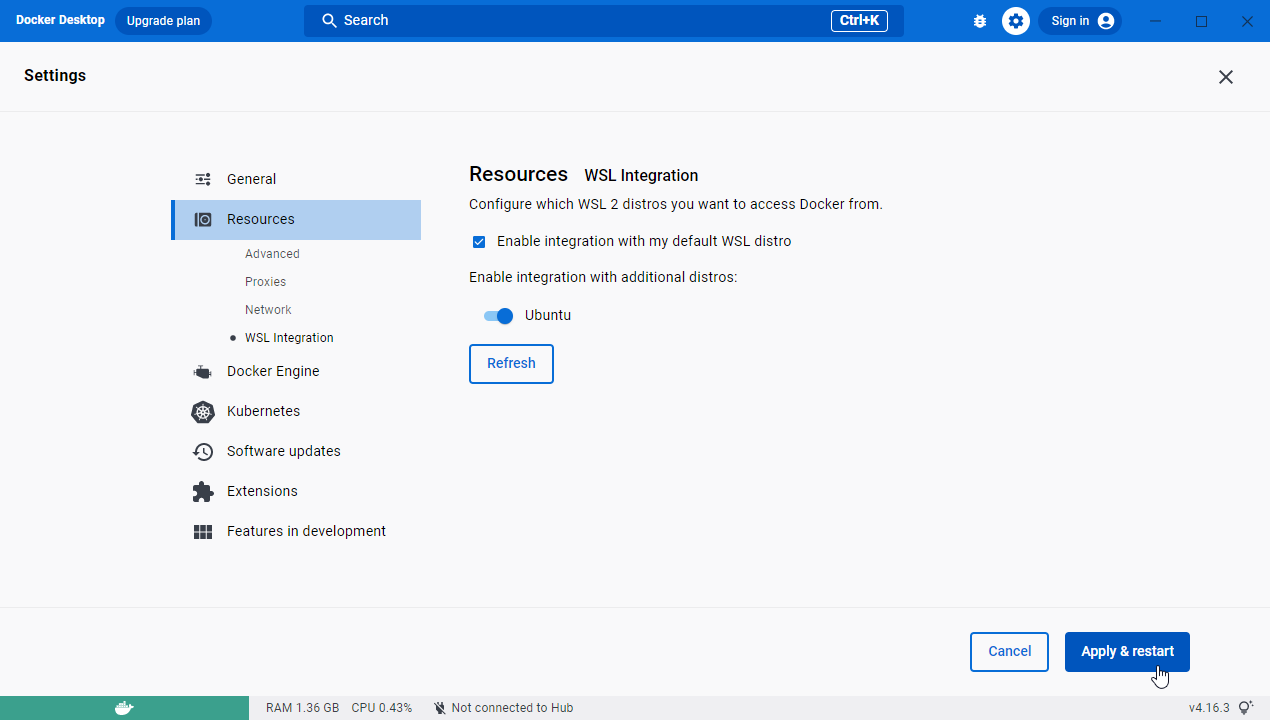 Docker Desktop Upgrade plan Search Ctrl+K Sign in
Settings
General
Resources
Advanced
Proxies
Network
WSL Integration
Docker Engine
Kubernetes
Software updates
Extensions
Features in development
Resources WSL Integration
Configure which WSL 2 distros you want to access Docker from.
Enable integration with my default WSL distro
Enable integration with additional distros:
Ubuntu
Refresh
Cancel Apply & restart
RAM 1.36 GB CPU 0.43% Not connected to Hub v4.16.3